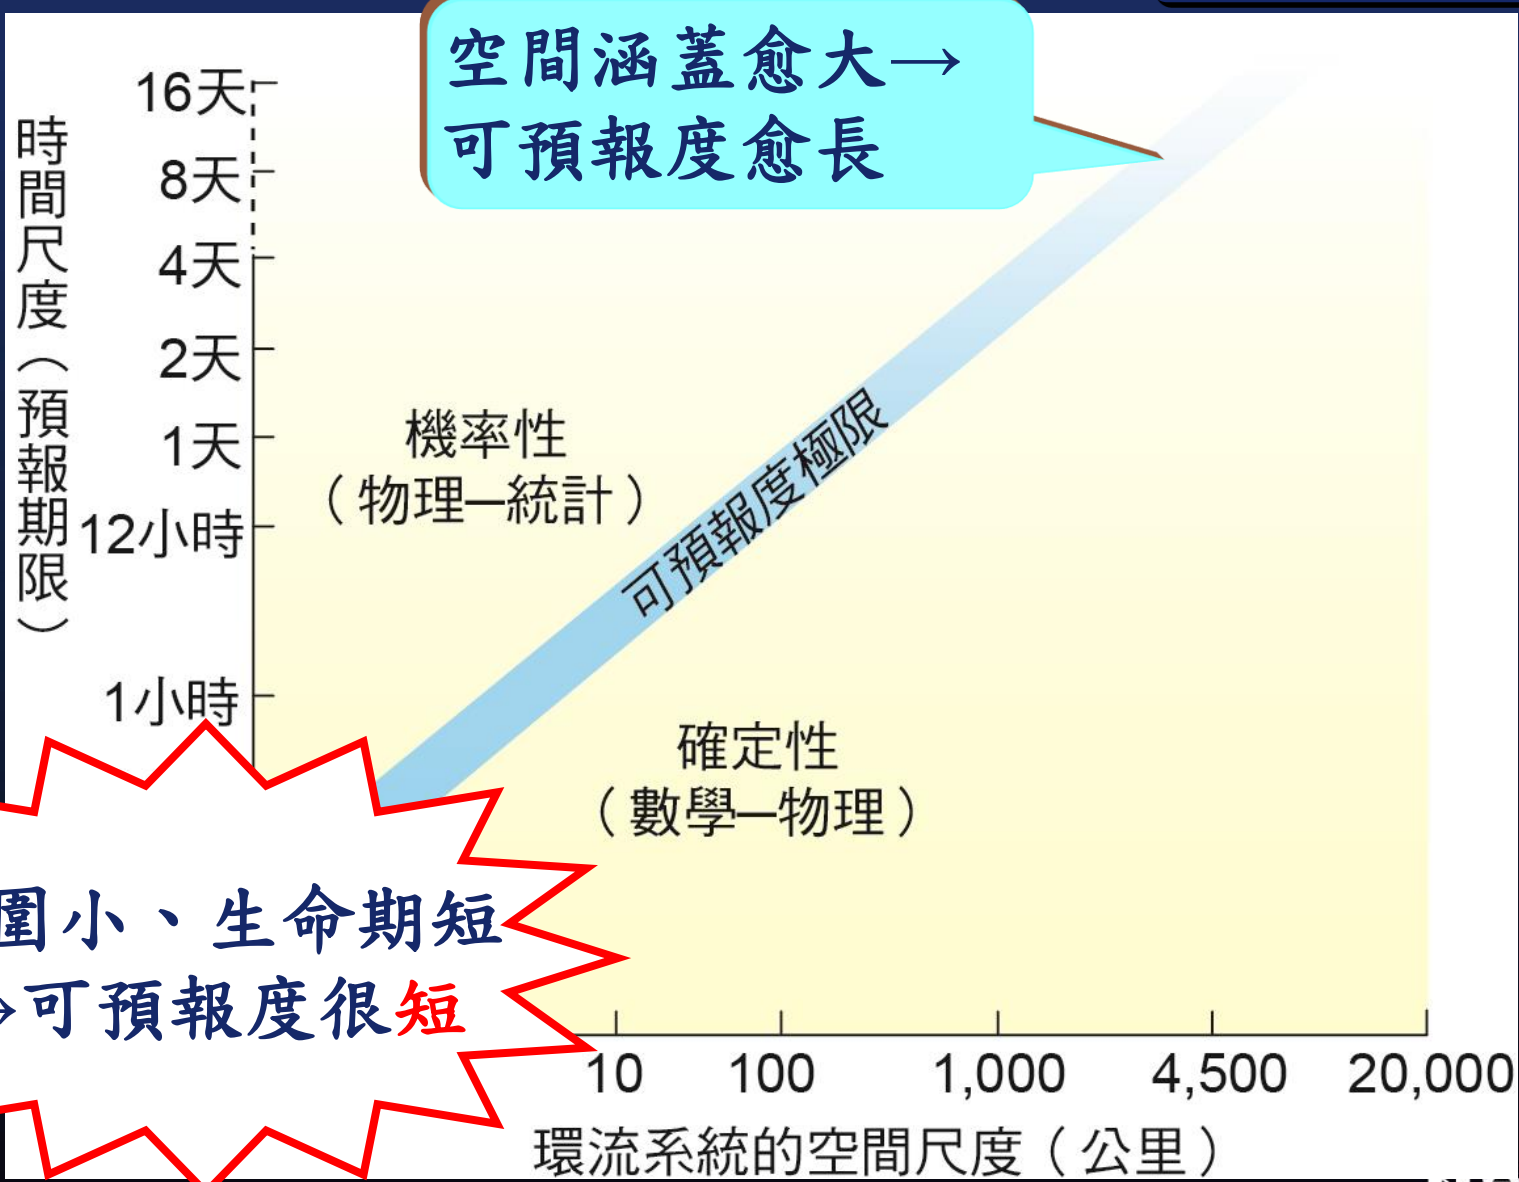 空間涵蓋愈大→
可預報度愈長
時間尺度（預報期限）
16天
8天
4天
2天
1天
12小時
1小時
機率性
（物理—統計）
可預報度極限
確定性
（數學—物理）
圍小、生命期短
→可預報度很短
10
100
1,000
4,500
20,000
環流系統的空間尺度（公里）